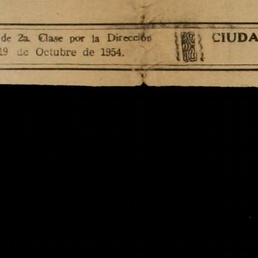 de 2a. Clase por la Dirección
19 de Octubre de 1954.
CIUDA